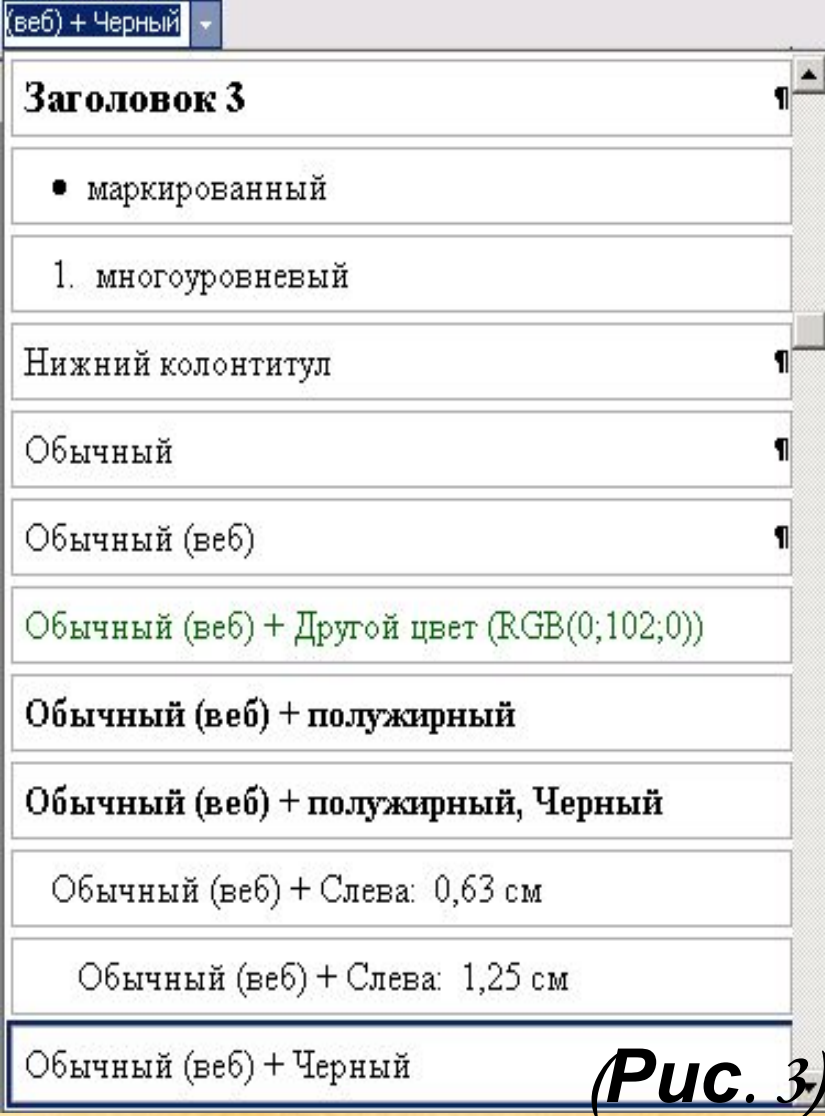 (веб) + Черный
Заголовок 3 ¶
• маркированный
1. многоуровневый
Нижний колонтитул ¶
Обычный ¶
Обычный (веб) ¶
Обычный (веб) + Другой цвет (RGB(0;102;0))
Обычный (веб) + полужирный
Обычный (веб) + полужирный, Черный
Обычный (веб) + Слева: 0,63 см
Обычный (веб) + Слева: 1,25 см
Обычный (веб) + Черный
(Рис. 3)